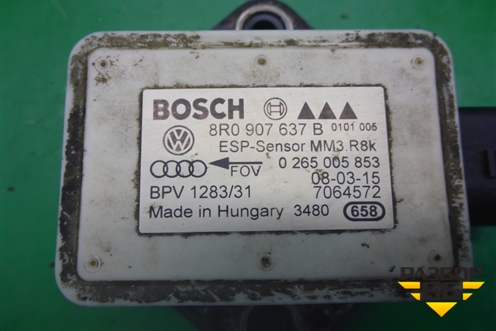 BOSCH
8R0 907 637 B 0101 005
ESP-Sensor MM3.R8k
FOV 0 265 005 853
08-03-15
BPV 1283/31 7064572
Made in Hungary 3480 658